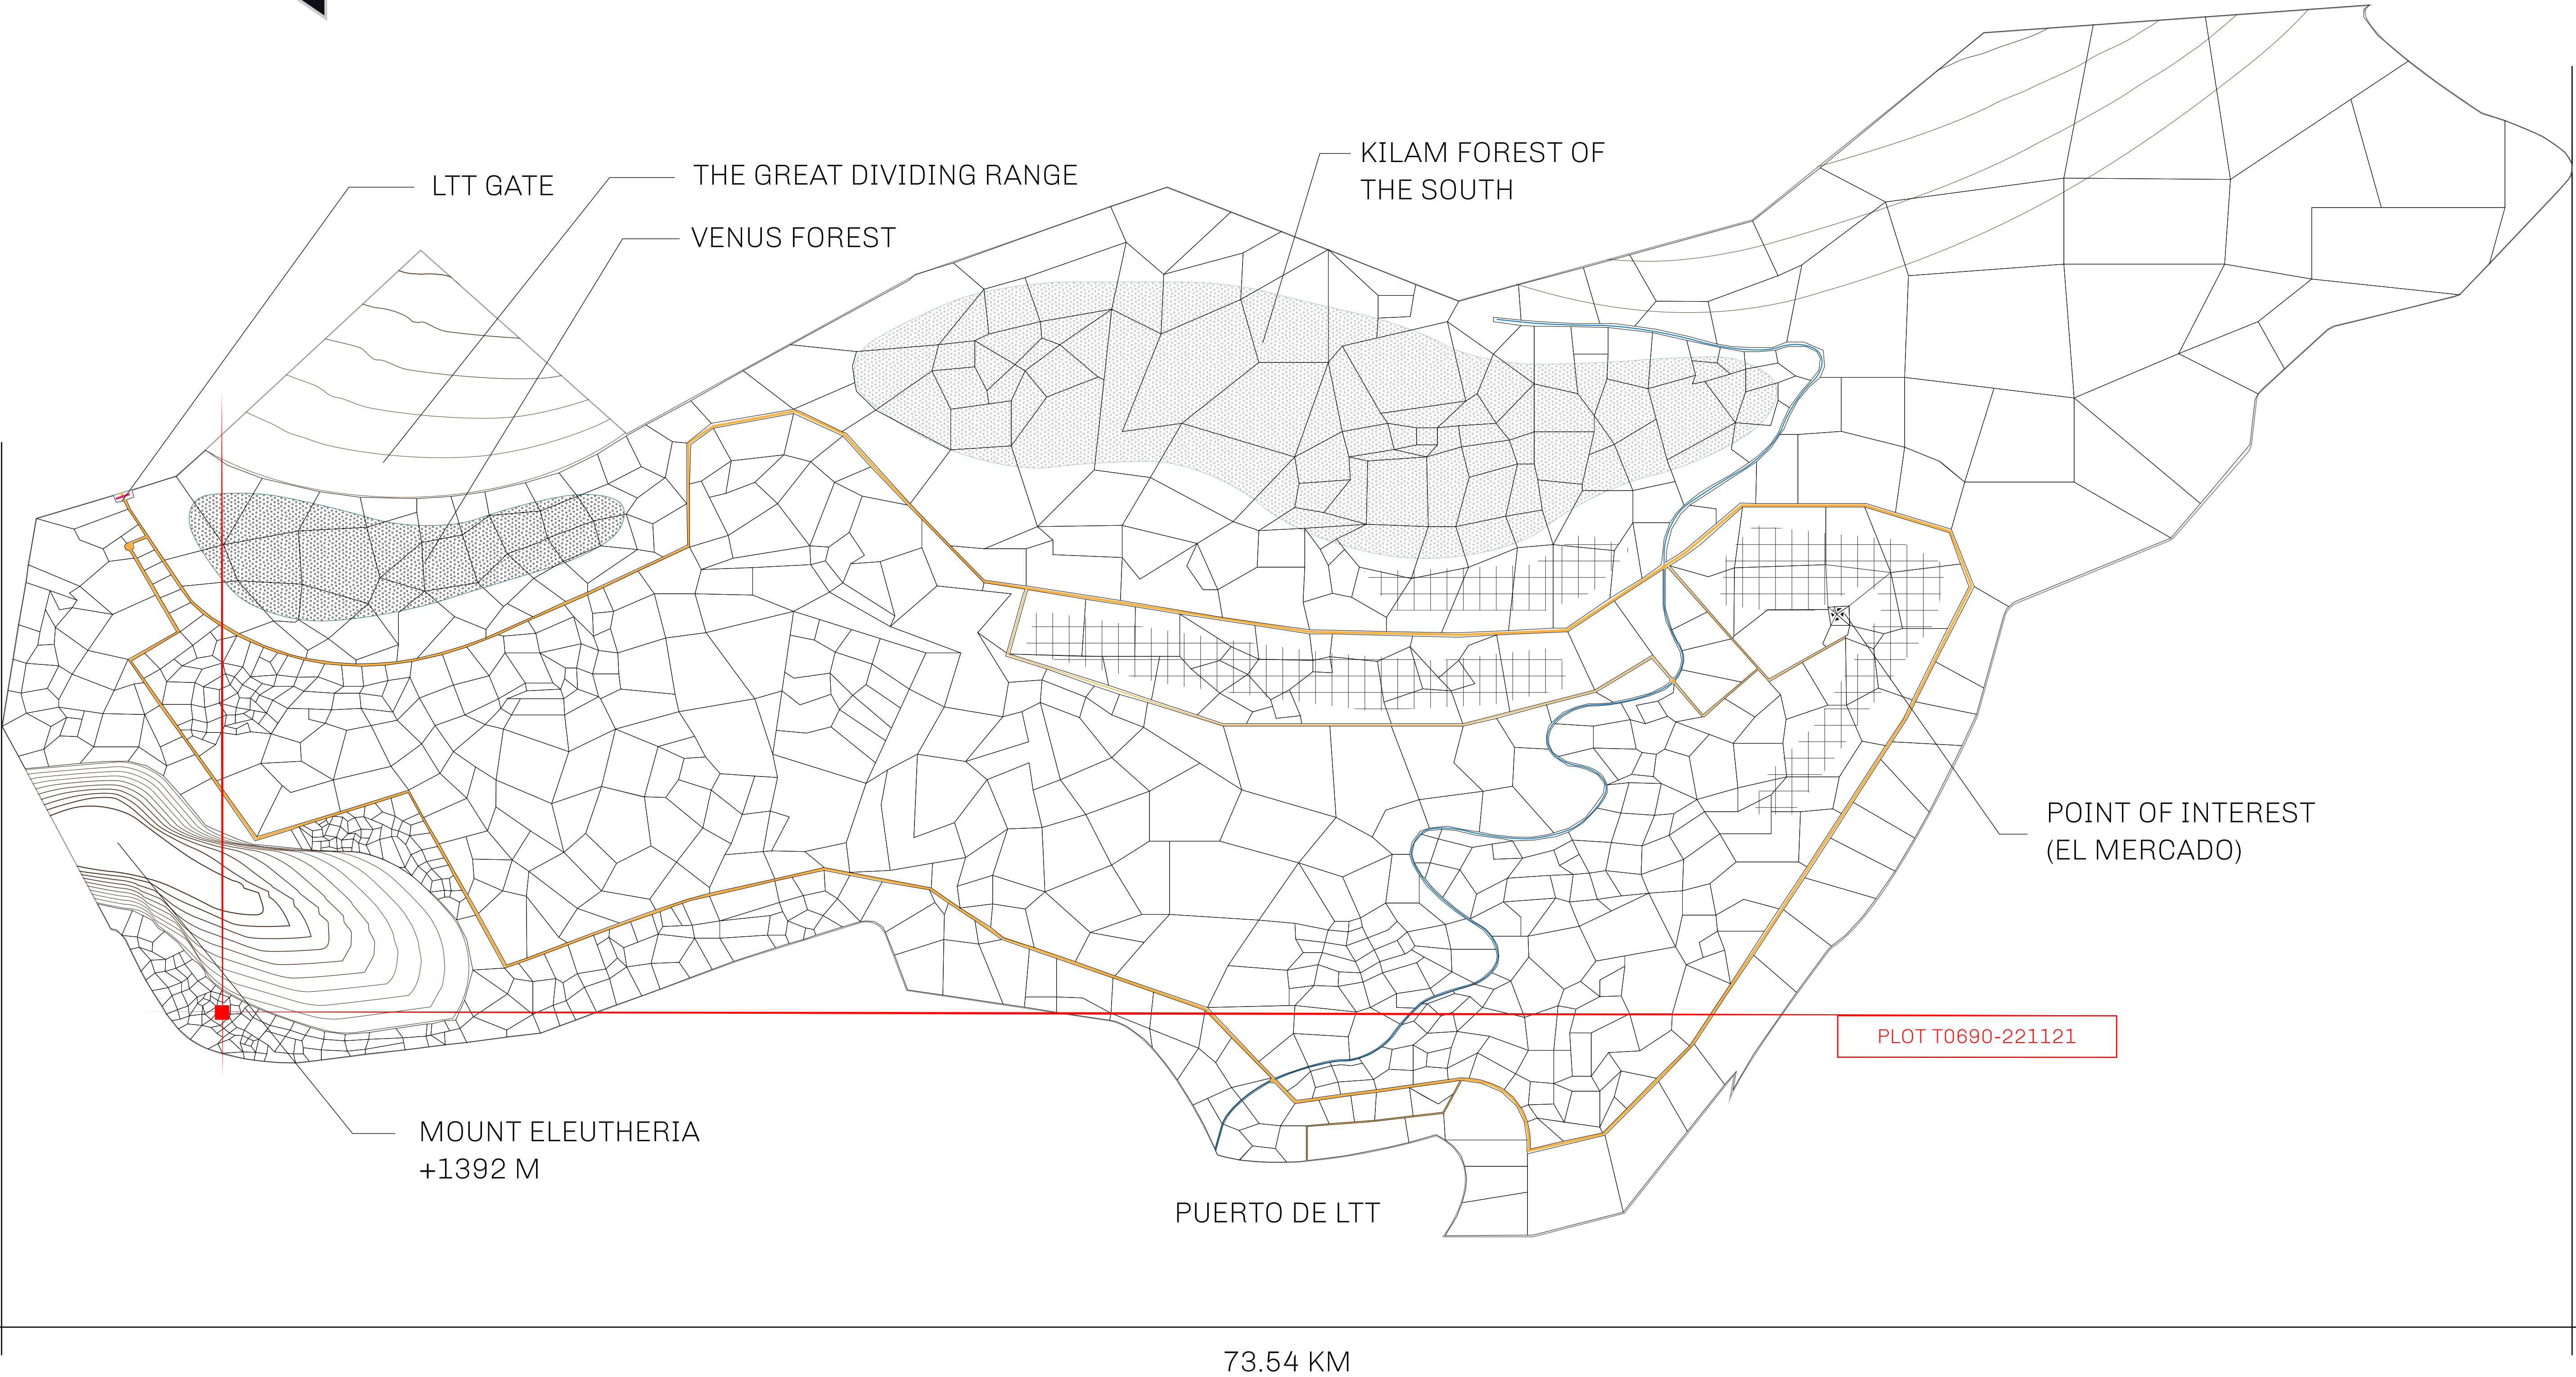 KILAM FOREST OF
THE SOUTH
THE GREAT DIVIDING RANGE
LTT GATE
VENUS FOREST
POINT OF INTEREST
(EL MERCADO)
PLOT T0690-221121
MOUNT ELEUTHERIA
+1392 M
PUERTO DE LTT
73.54 KM